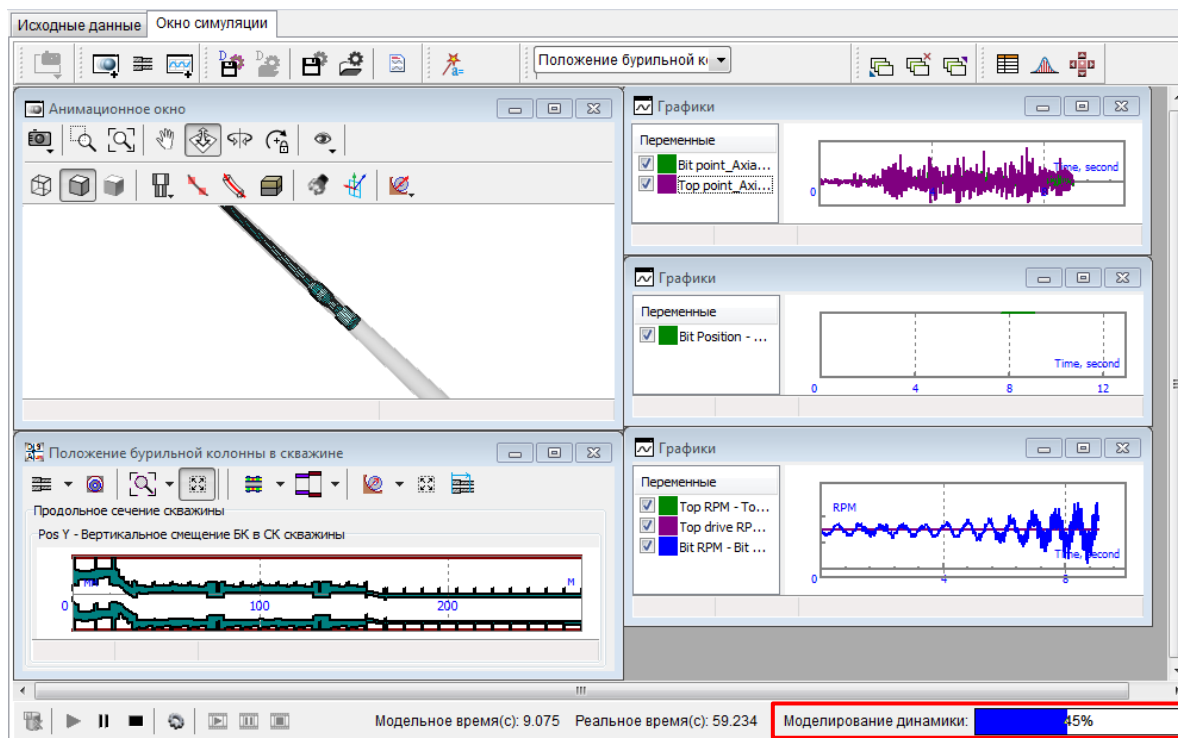 Исходные данные Окно симуляции
D D a= Положение бурильной к
Анимационное окно
Графики
Переменные
Bit point_Axia...
Top point_Axi...
Time, second
0
Графики
Переменные
Bit Position - ...
Time, second
0 4 8 12
Положение бурильной колонны в скважине
Продольное сечение скважины
Pos Y - Вертикальное смещение БК в СК скважины
М
0 100 200
Графики
Переменные
Top RPM - To...
Top drive RP...
Bit RPM - Bit ...
RPM
Time, second
0 4 8
Модельное время(с): 9.075 Реальное время(с): 59.234 Моделирование динамики: 45%